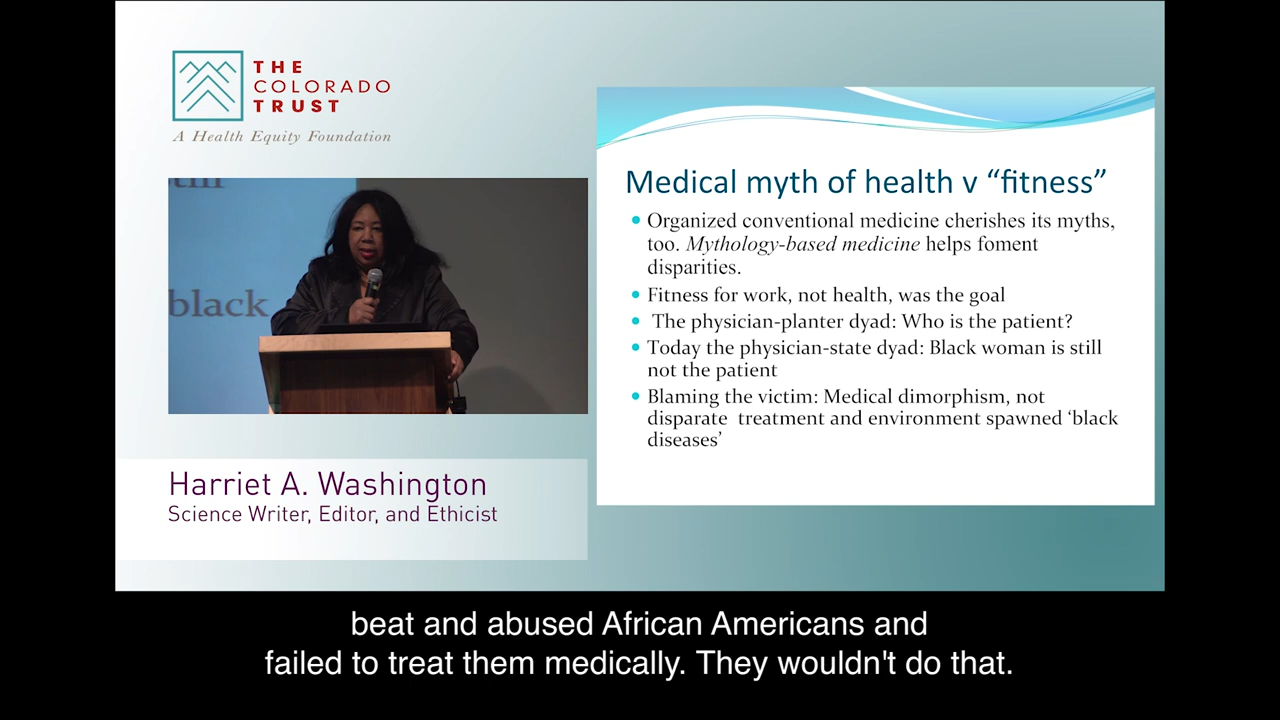 THE
COLORADO
TRUST
A Health Equity Foundation
black
Harriet A. Washington
Science Writer, Editor, and Ethicist
Medical myth of health v “fitness”
Organized conventional medicine cherishes its myths,
too. Mythology-based medicine helps foment
disparities.
Fitness for work, not health, was the goal
The physician-planter dyad: Who is the patient?
Today the physician-state dyad: Black woman is still
not the patient
Blaming the victim: Medical dimorphism, not
disparate treatment and environment spawned ‘black
diseases’
beat and abused African Americans and
failed to treat them medically. They wouldn't do that.